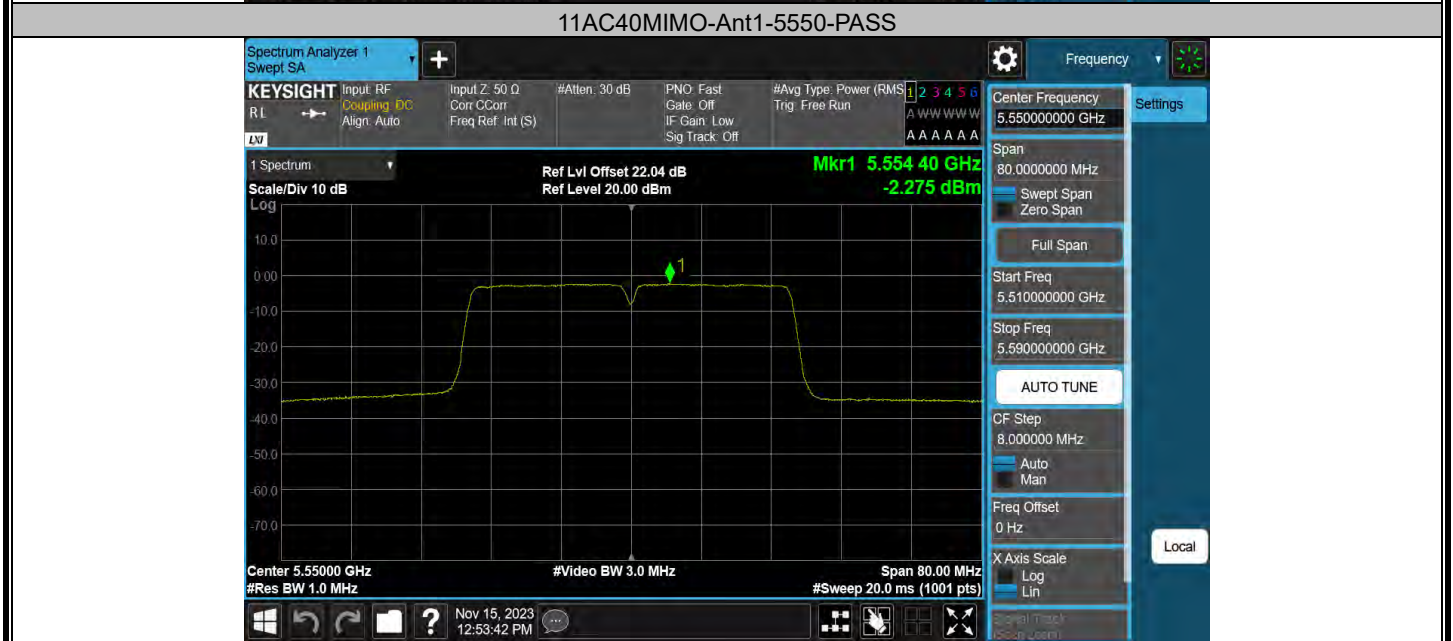 11AC40MIMO-Ant1-5550-PASS
Spectrum Analyzer 1
Swept SA
Frequency
KEYSIGHT
RL
LXI
Input: RF
Coupling: DC
Align: Auto
Input Z: 50 Ω
Corr CCorr
Freq Ref: Int (S)
#Atten: 30 dB
PNO: Fast
Gate: Off
IF Gain: Low
Sig Track: Off
#Avg Type: Power (RMS
Trig: Free Run
1 2 3 4 5 6
A W W W W W
A A A A A A
Center Frequency
5.550000000 GHz
Settings
Span
80.0000000 MHz
Swept Span
Zero Span
Full Span
Start Freq
5.510000000 GHz
Stop Freq
5.590000000 GHz
AUTO TUNE
CF Step
8.000000 MHz
Auto
Man
Freq Offset
0 Hz
X Axis Scale
Log
Lin
Signal Track
(Span Zoom)
Local
1 Spectrum
Scale/Div 10 dB
Log
Ref Lvl Offset 22.04 dB
Ref Level 20.00 dBm
Mkr1 5.554 40 GHz
-2.275 dBm
10.0
0.00
-10.0
-20.0
-30.0
-40.0
-50.0
-60.0
-70.0
1
Center 5.55000 GHz
#Res BW 1.0 MHz
#Video BW 3.0 MHz
Span 80.00 MHz
#Sweep 20.0 ms (1001 pts)
?
Nov 15, 2023
12:53:42 PM